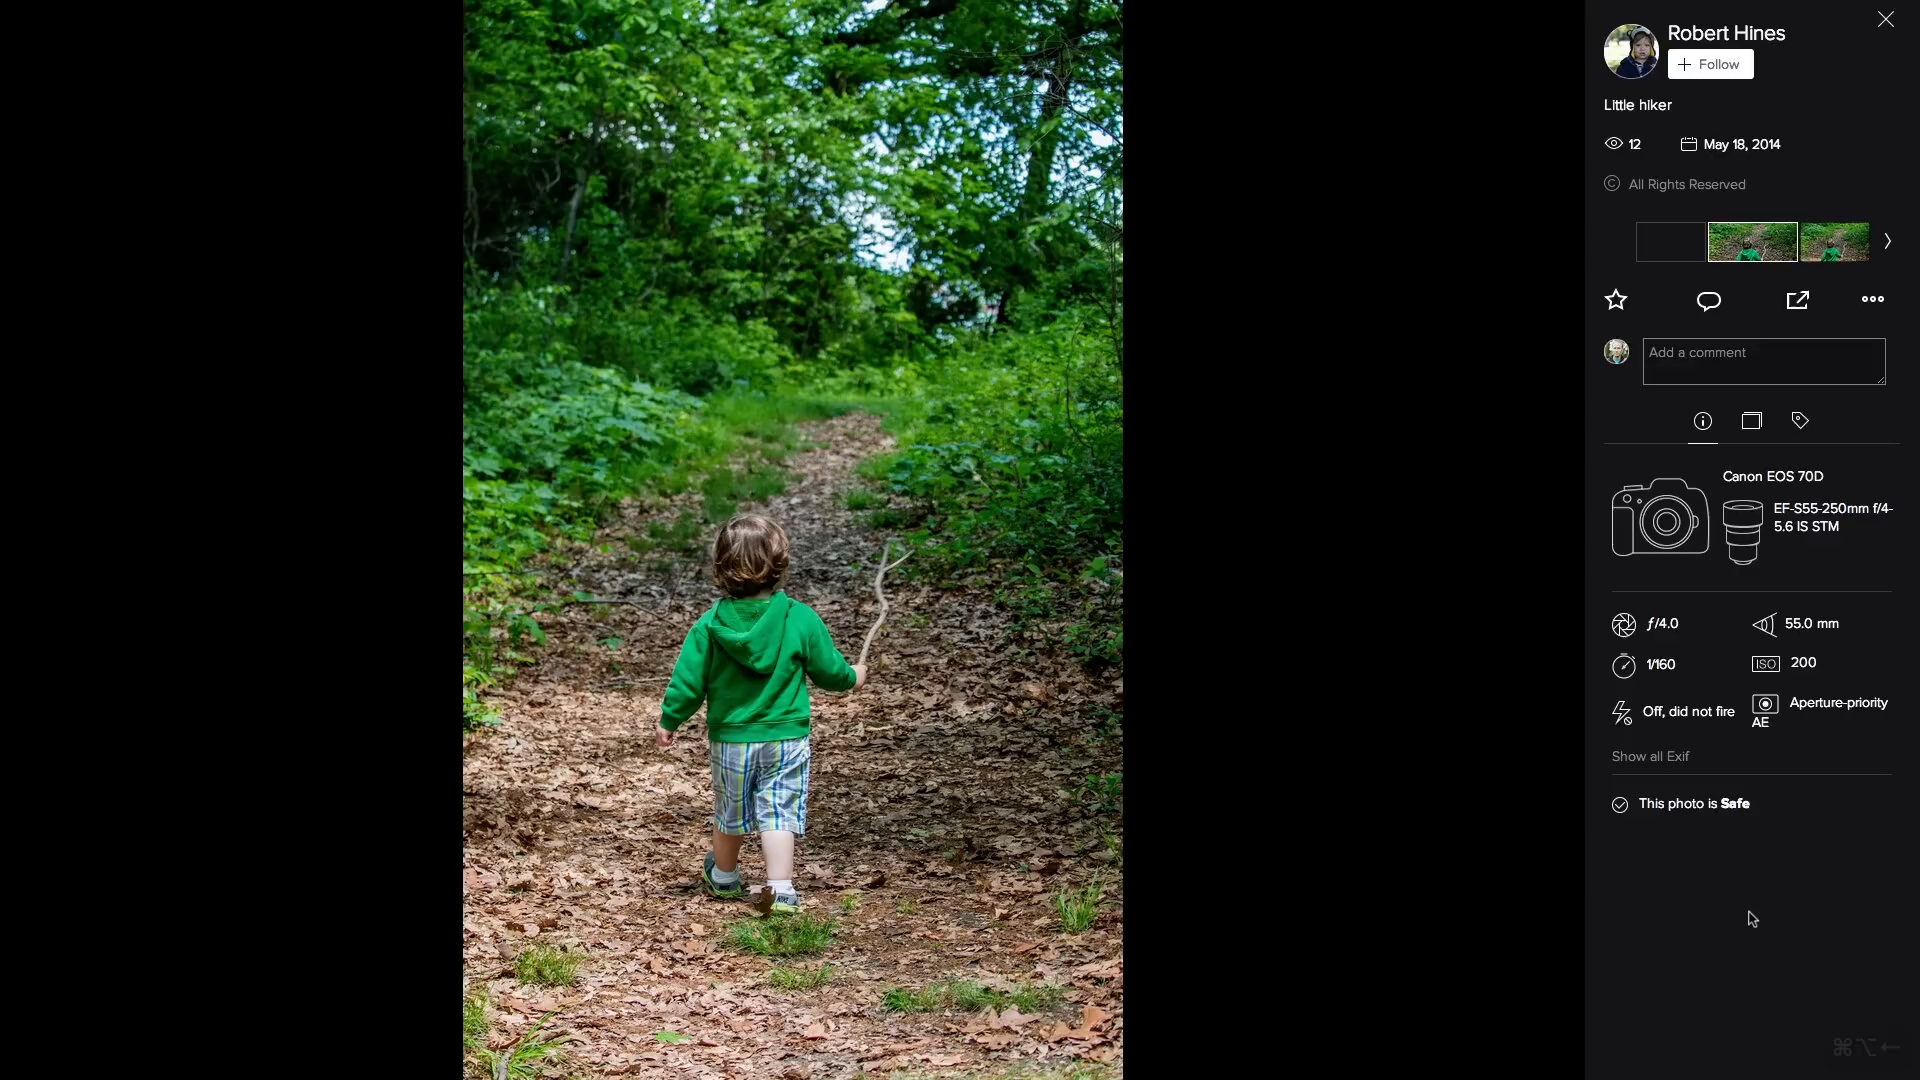 Robert Hines
Follow
Little hiker
12
May 18, 2014
© All Rights Reserved
Add a comment
Canon EOS 70D
EF-S55-250mm f/4-
5.6 IS STM
ƒ/4.0
55.0 mm
1/160
ISO 200
Off, did not fire
Aperture-priority
AE
Show all Exif
This photo is Safe
⌘⌥←